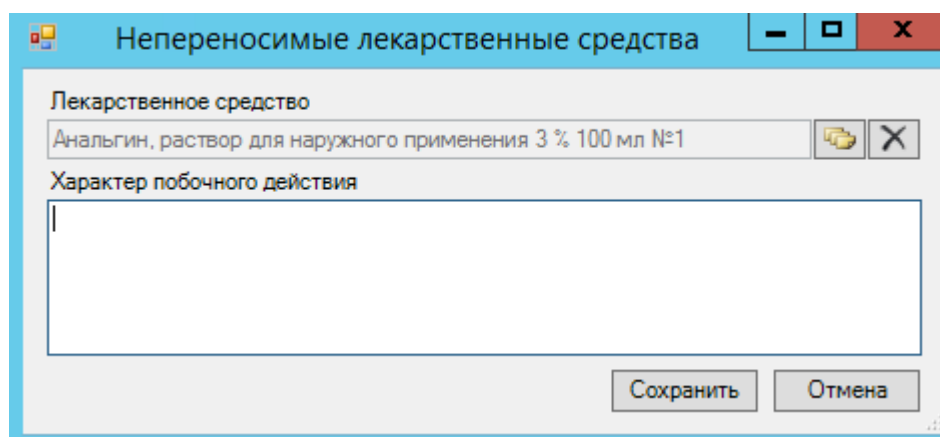 Непереносимые лекарственные средства
Лекарственное средство
Анальгин, раствор для наружного применения 3 % 100 мл №1
Характер побочного действия
Сохранить Отмена